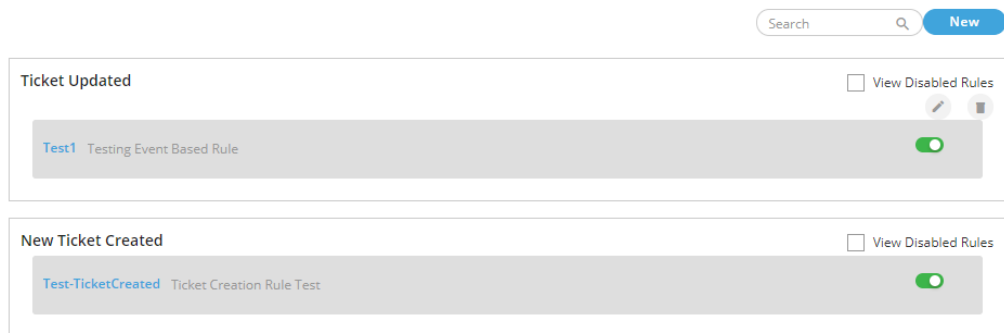 Search
New
Ticket Updated
View Disabled Rules
Test1 Testing Event Based Rule
New Ticket Created
View Disabled Rules
Test-TicketCreated Ticket Creation Rule Test